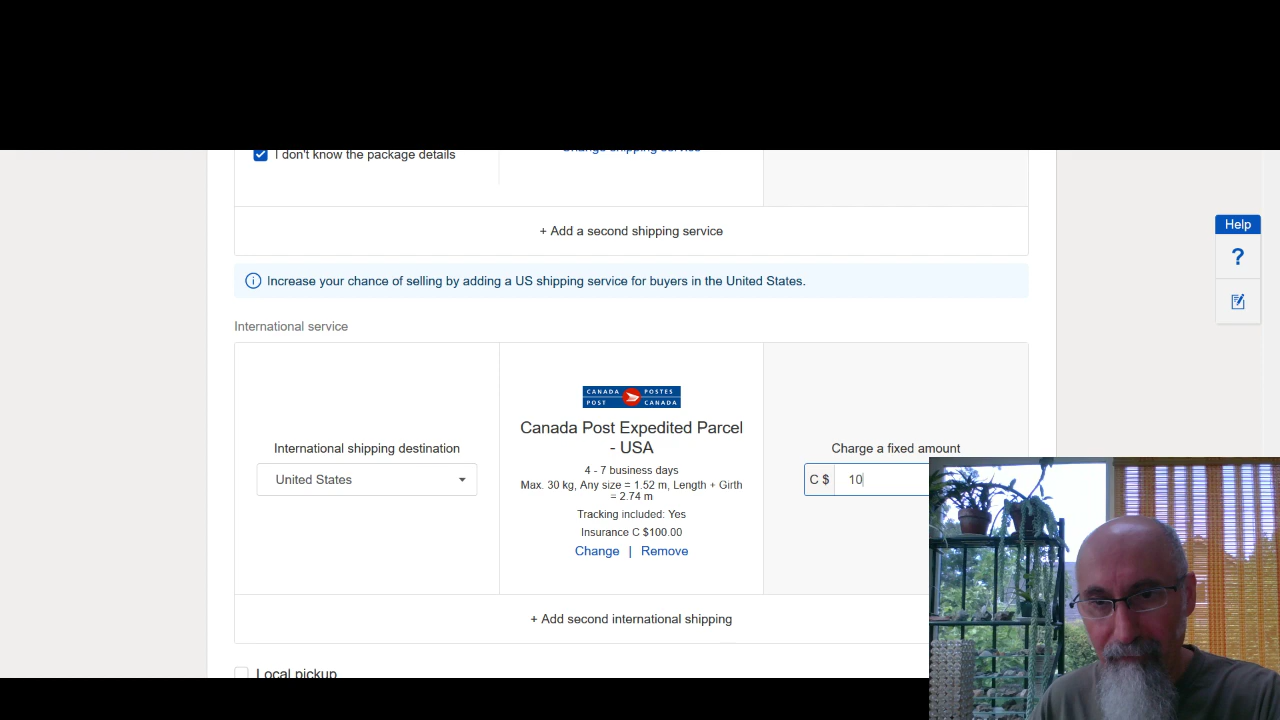 I don't know the package details
Change shipping service
+ Add a second shipping service
Help
?
Increase your chance of selling by adding a US shipping service for buyers in the United States.
International service
International shipping destination
United States
CANADA POSTES
POST CANADA
Canada Post Expedited Parcel
- USA
4 - 7 business days
Max. 30 kg, Any size = 1.52 m, Length + Girth
= 2.74 m
Tracking included: Yes
Insurance C $100.00
Change | Remove
Charge a fixed amount
C $ 10
+ Add second international shipping
Local pickup